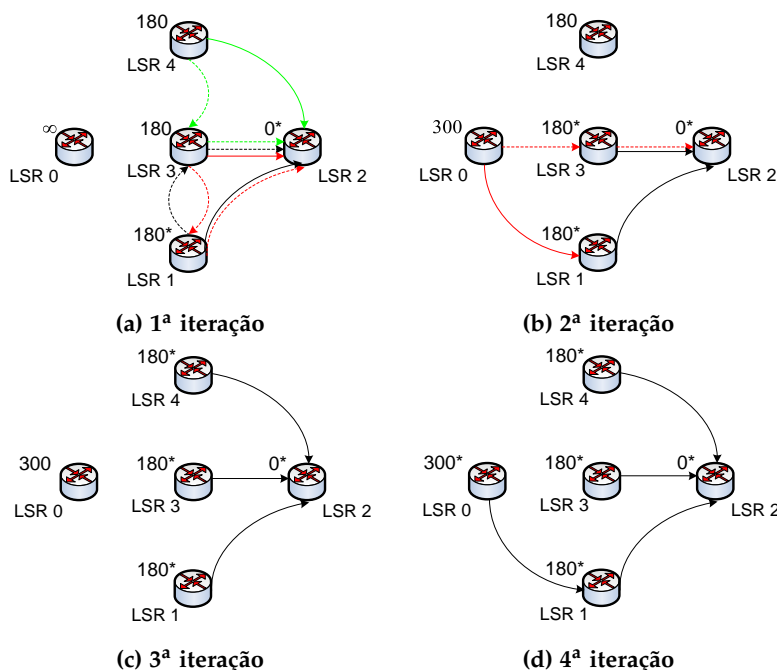 180
LSR 4
∞
LSR 0
180
LSR 3
0*
LSR 2
180*
LSR 1
(a) 1ª iteração
180
LSR 4
300
LSR 0
180*
LSR 3
0*
LSR 2
180*
LSR 1
(b) 2ª iteração
180*
LSR 4
300
LSR 0
180*
LSR 3
0*
LSR 2
180*
LSR 1
(c) 3ª iteração
180*
LSR 4
300*
LSR 0
180*
LSR 3
0*
LSR 2
180*
LSR 1
(d) 4ª iteração